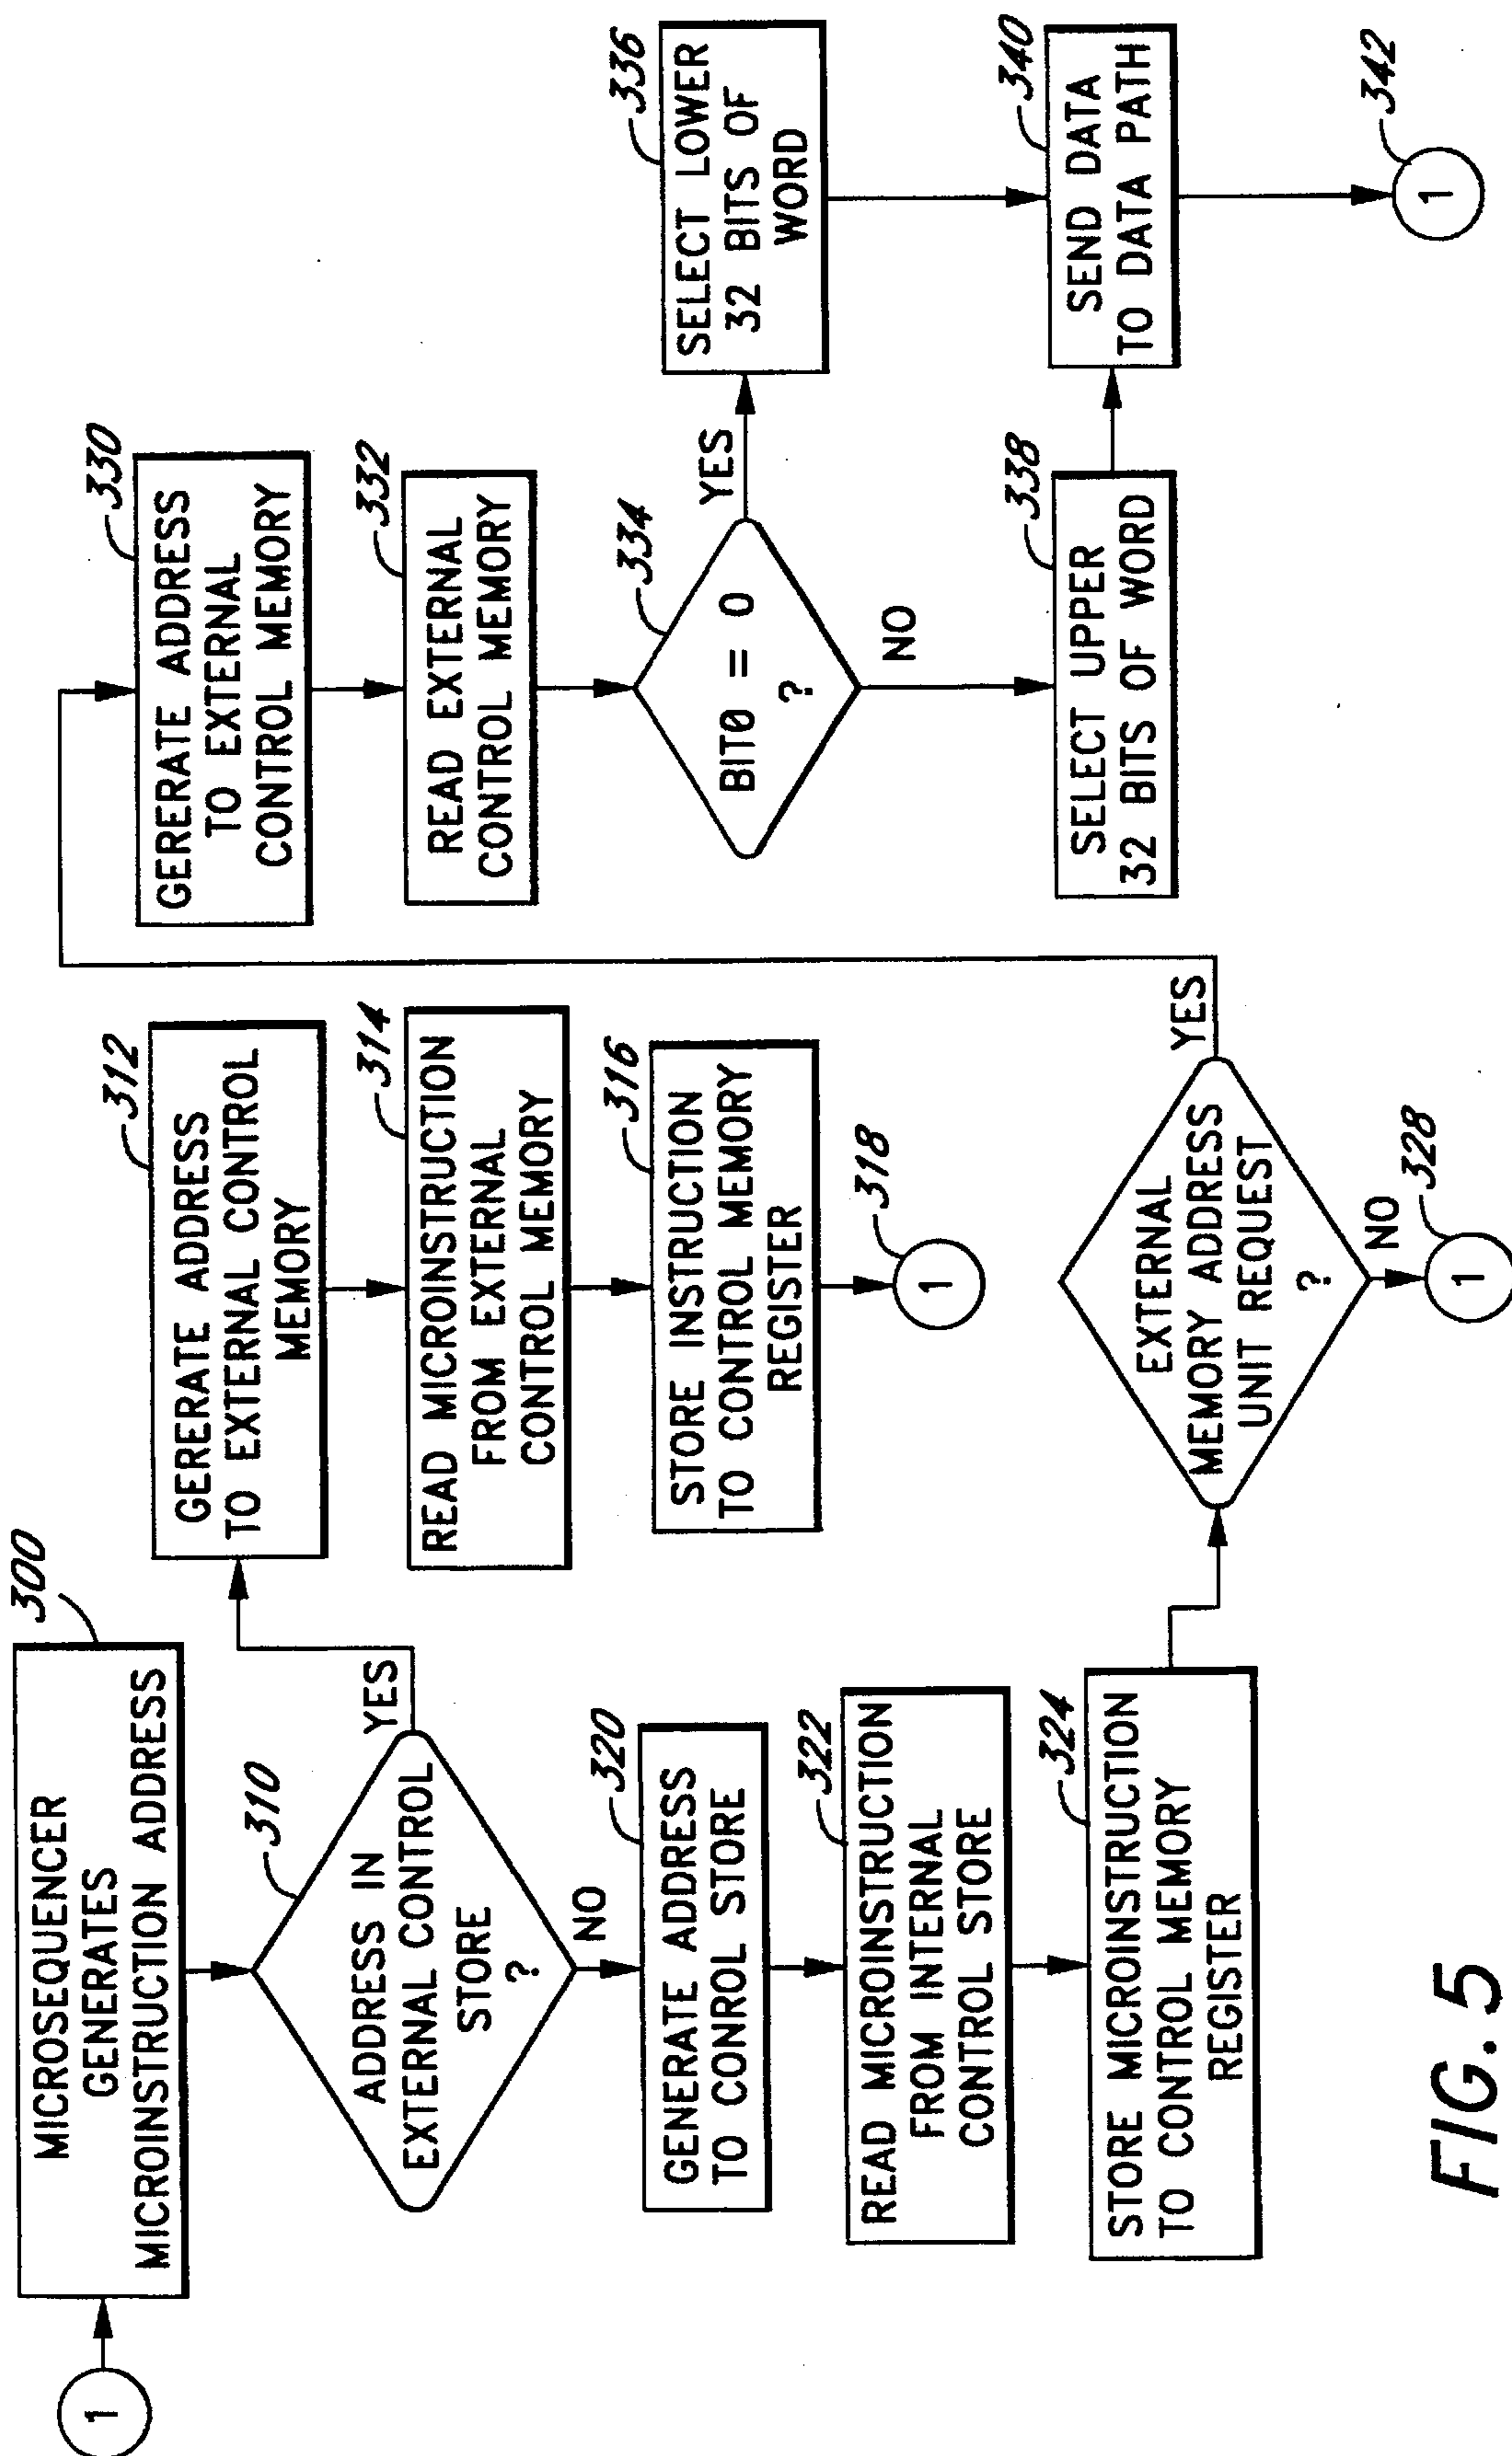 1
300
MICROSEQUENCER
GENERATES
MICROINSTRUCTION ADDRESS
310
ADDRESS IN
EXTERNAL CONTROL
STORE
?
YES
NO
312
GERERATE ADDRESS
TO EXTERNAL CONTROL
MEMORY
314
READ MICROINSTRUCTION
FROM EXTERNAL
CONTROL MEMORY
316
STORE INSTRUCTION
TO CONTROL MEMORY
REGISTER
318
1
320
GENERATE ADDRESS
TO CONROL STORE
322
READ MICROINSTRUCTION
FROM INTERNAL
CONTROL STORE
324
STORE MICROINSTRUCTION
TO CONTROL MEMORY
REGISTER
EXTERNAL
MEMORY ADDRESS
UNIT REQUEST
?
YES
NO
328
1
330
GERERATE ADDRESS
TO EXTERNAL
CONTROL MEMORY
332
READ EXTERNAL
CONTROL MEMORY
334
BIT0 = 0
?
YES
NO
336
SELECT LOWER
32 BITS OF
WORD
338
SELECT UPPER
32 BITS OF WORD
340
SEND DATA
TO DATA PATH
342
1
FIG. 5